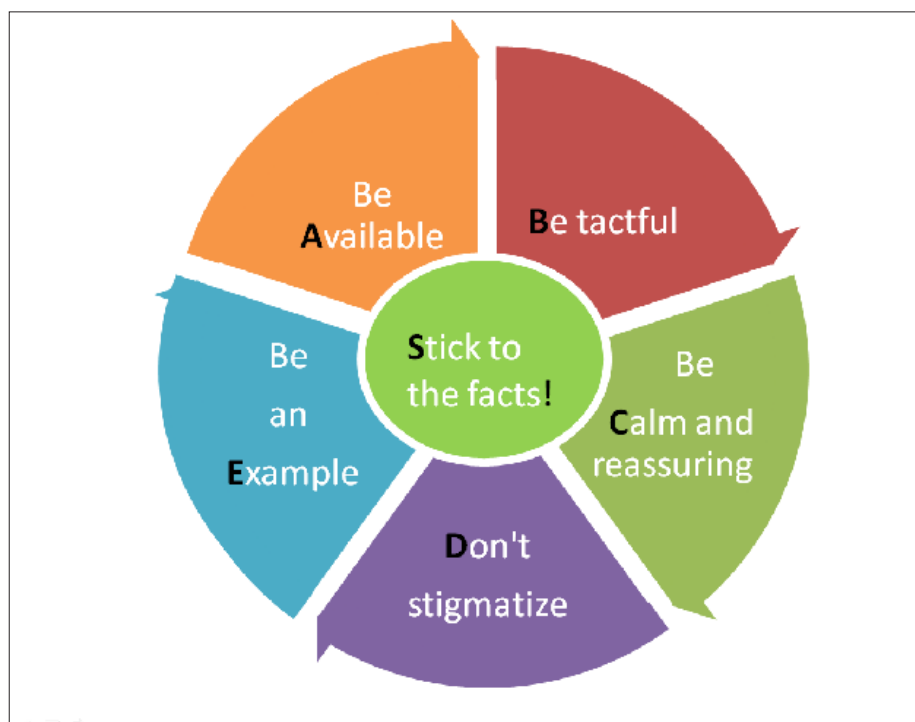 Be
Available
Be tactful
Be
Calm and
reassuring
Don't
stigmatize
Be
an
Example
Stick to
the facts!